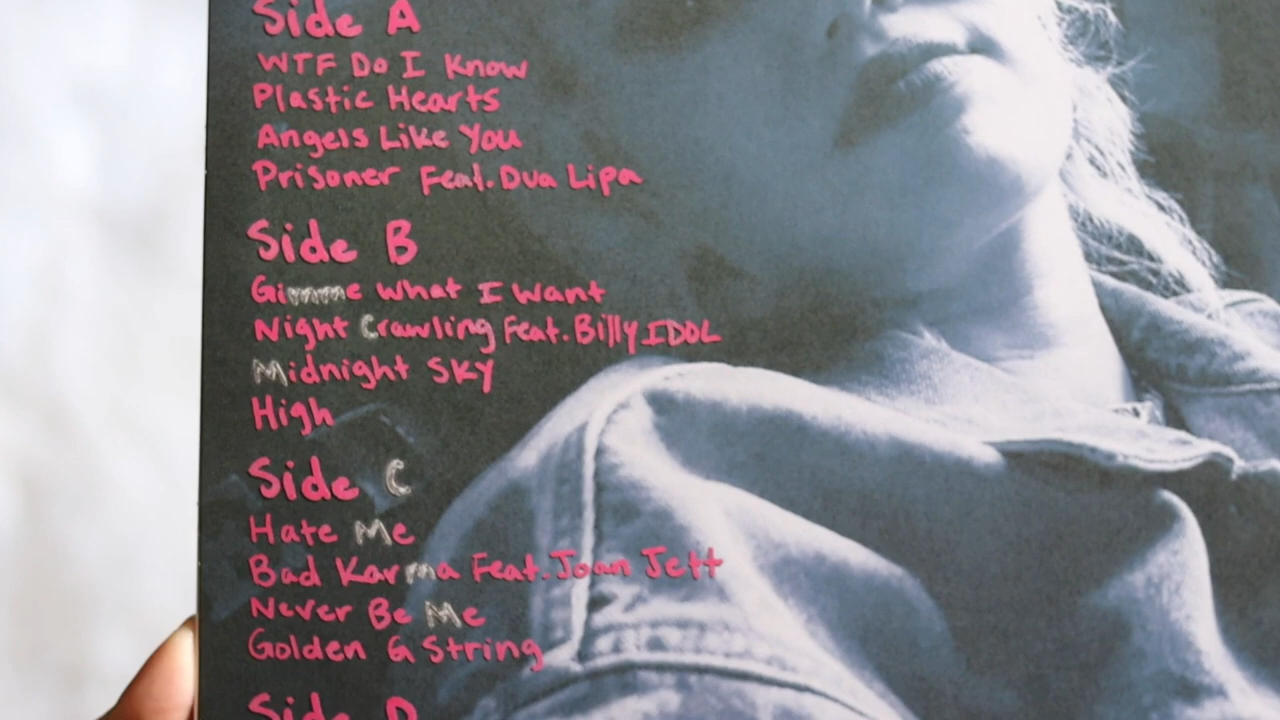 Side A
WTF Do I Know
Plastic Hearts
Angels Like You
Prisoner Feat. Dua Lipa
Side B
Gimme What I Want
Night Crawling Feat. Billy IDOL
Midnight SKY
High
Side C
Hate Me
Bad Karma Feat. Joan Jett
Never Be Me
Golden G String
Side D